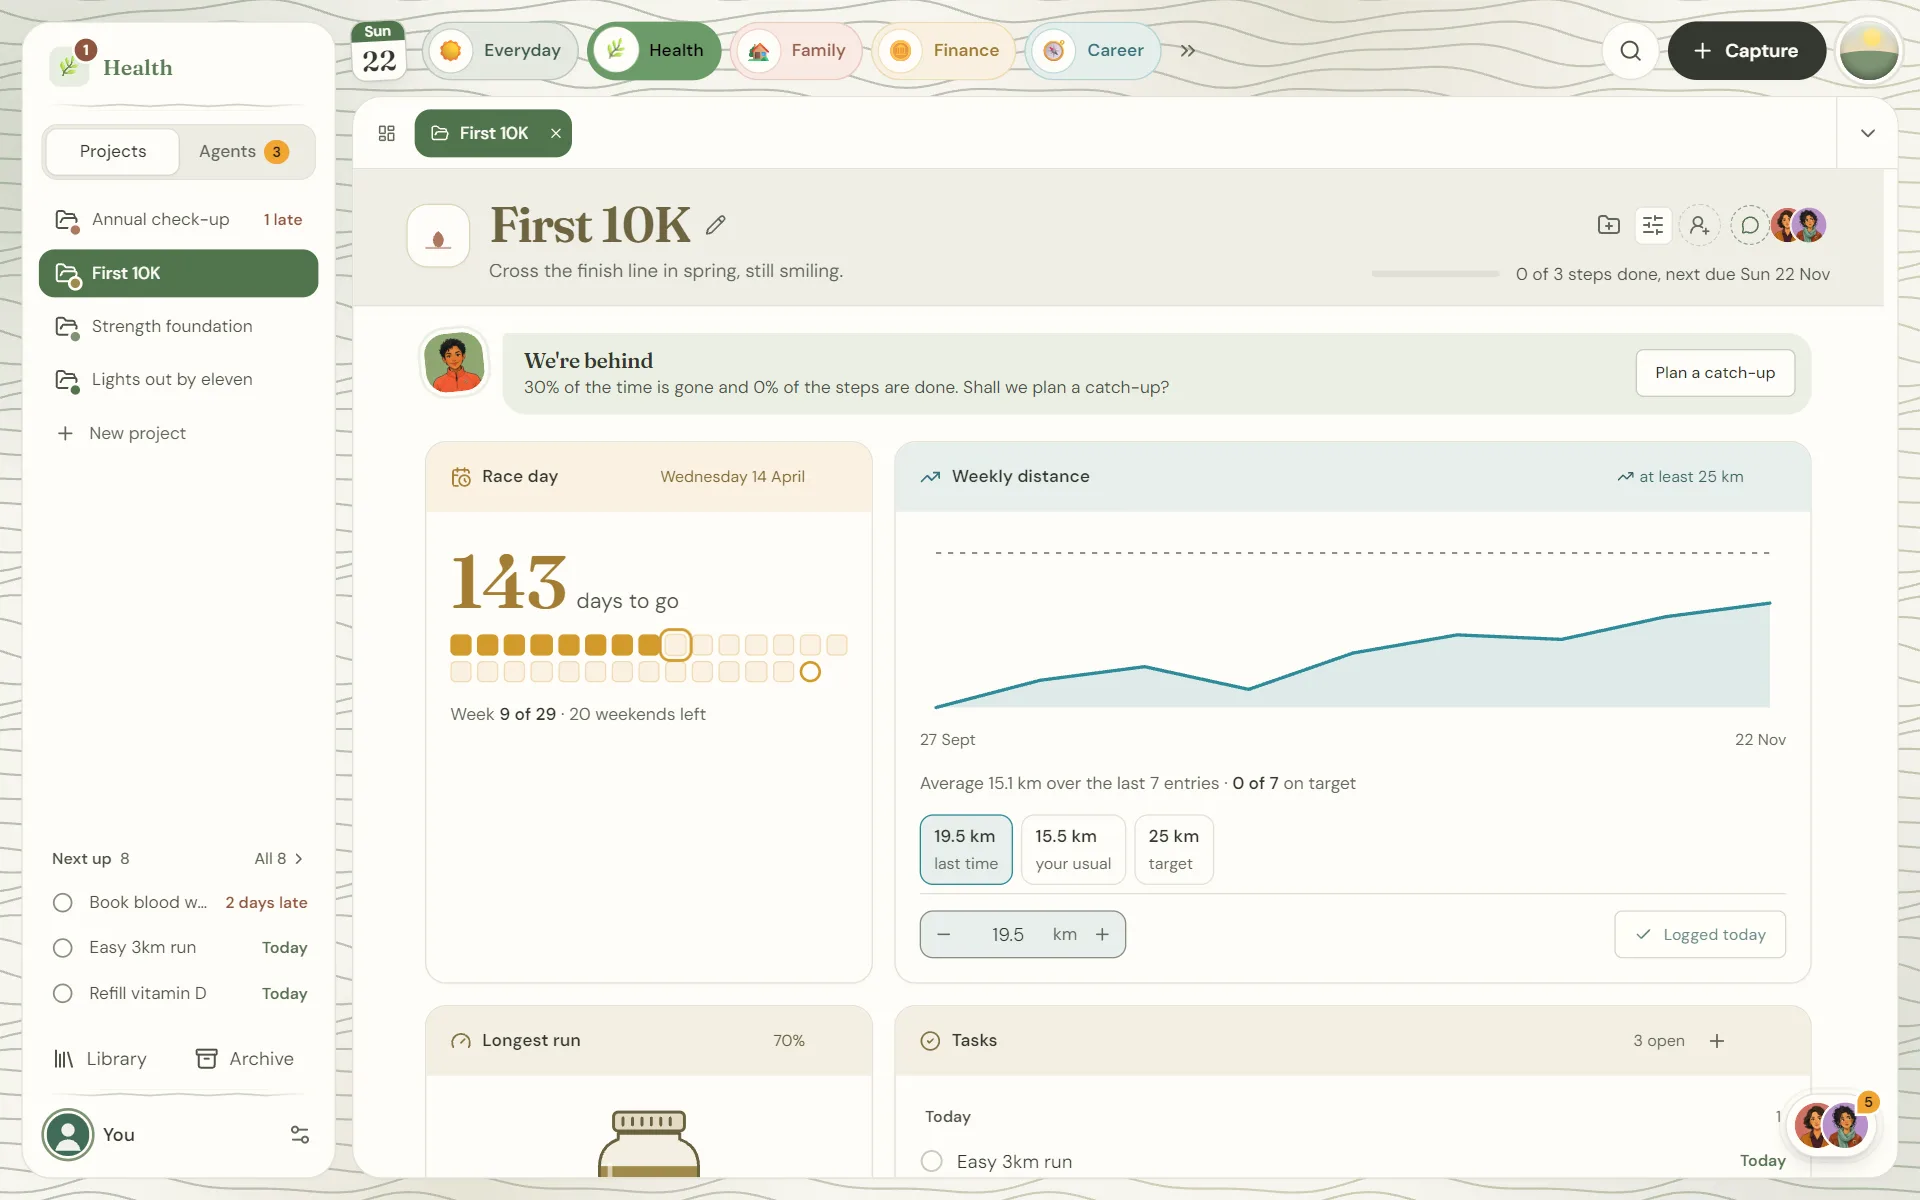 1
Health
Projects
Agents 3
Annual check-up 1 late
First 10K
Strength foundation
Lights out by eleven
New project
Next up 8 All 8
Book blood w... 2 days late
Easy 3km run Today
Refill vitamin D Today
Library Archive
You
Sun
22
Everyday
Health
Family
Finance
Career
Capture
First 10K
First 10K
Cross the finish line in spring, still smiling.
0 of 3 steps done, next due Sun 22 Nov
We're behind
30% of the time is gone and 0% of the steps are done. Shall we plan a catch-up?
Plan a catch-up
Race day Wednesday 14 April
143 days to go
Week 9 of 29 · 20 weekends left
Weekly distance at least 25 km
27 Sept 22 Nov
Average 15.1 km over the last 7 entries · 0 of 7 on target
19.5 km 15.5 km 25 km
last time your usual target
19.5 km
Logged today
Longest run 70%
Tasks 3 open
Today 1
Easy 3km run Today
5